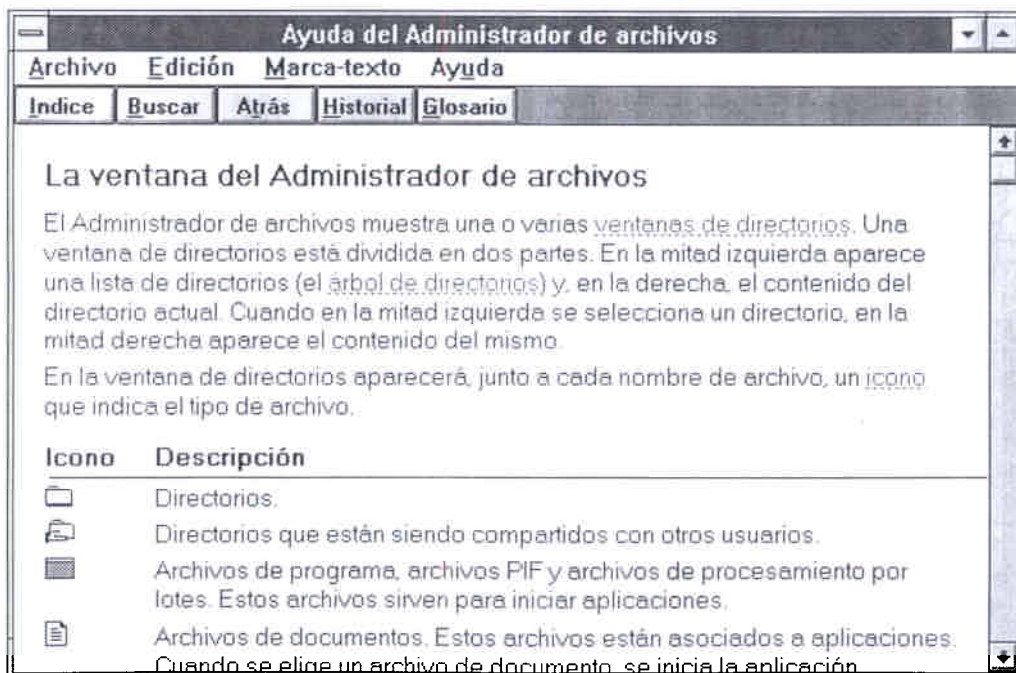 Ayuda del Administrador de archivos
Archivo Edición Marca-texto Ayuda
Indice Buscar Atrás Historial Glosario
La ventana del Administrador de archivos
El Administrador de archivos muestra una o varias ventanas de directorios. Una
ventana de directorios está dividida en dos partes. En la mitad izquierda aparece
una lista de directorios (el árbol de directorios) y, en la derecha, el contenido del
directorio actual. Cuando en la mitad izquierda se selecciona un directorio, en la
mitad derecha aparece el contenido del mismo.
En la ventana de directorios aparecerá, junto a cada nombre de archivo, un icono
que indica el tipo de archivo.
Icono Descripción
Directorios.
Directorios que están siendo compartidos con otros usuarios.
Archivos de programa, archivos PIF y archivos de procesamiento por
lotes. Estos archivos sirven para iniciar aplicaciones.
Archivos de documentos. Estos archivos están asociados a aplicaciones.
Cuando se elige un archivo de documento, se inicia la aplicación